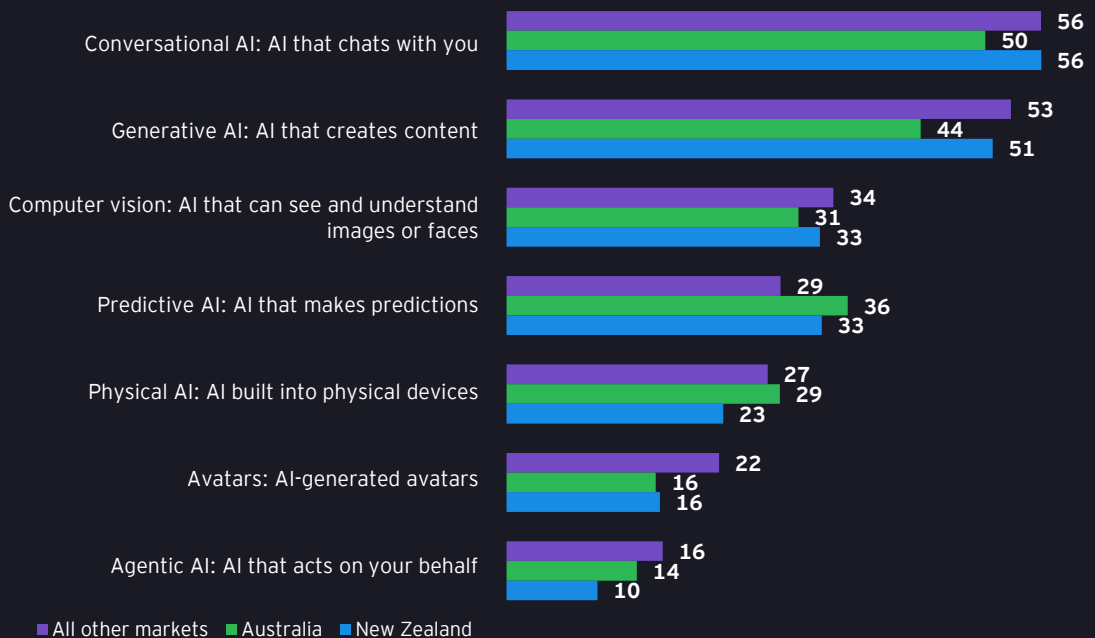 56
Conversational AI: AI that chats with you
50
56
53
Generative AI: AI that creates content
44
51
34
Computer vision: AI that can see and understand
images or faces
31
33
29
Predictive AI: AI that makes predictions
36
33
27
Physical AI: AI built into physical devices
29
23
22
Avatars: AI-generated avatars
16
16
16
Agentic AI: AI that acts on your behalf
14
10
All other markets Australia New Zealand